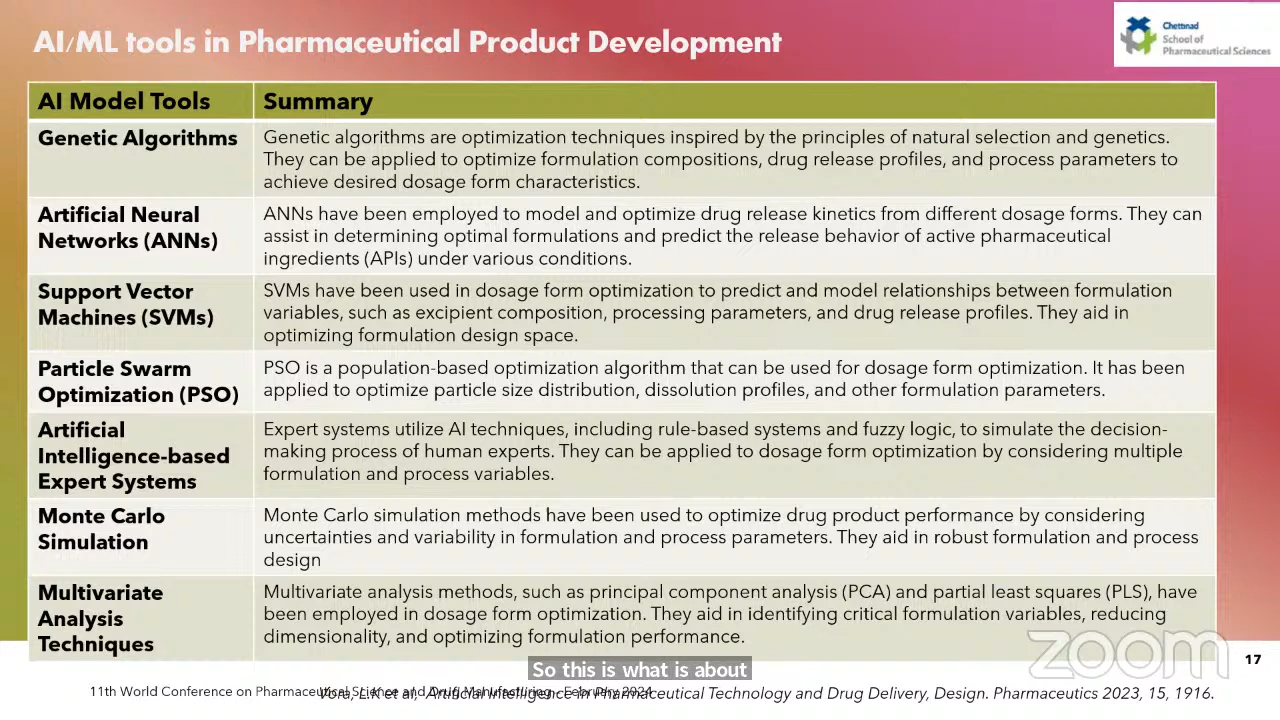 AI/ML tools in Pharmaceutical Product Development
Chettinad
School of
Pharmaceutical Sciences
AI Model Tools
Summary
Genetic Algorithms
Genetic algorithms are optimization techniques inspired by the principles of natural selection and genetics.
They can be applied to optimize formulation compositions, drug release profiles, and process parameters to
achieve desired dosage form characteristics.
Artificial Neural
Networks (ANNs)
ANNs have been employed to model and optimize drug release kinetics from different dosage forms. They can
assist in determining optimal formulations and predict the release behavior of active pharmaceutical
ingredients (APIs) under various conditions.
Support Vector
Machines (SVMs)
SVMs have been used in dosage form optimization to predict and model relationships between formulation
variables, such as excipient composition, processing parameters, and drug release profiles. They aid in
optimizing formulation design space.
Particle Swarm
Optimization (PSO)
PSO is a population-based optimization algorithm that can be used for dosage form optimization. It has been
applied to optimize particle size distribution, dissolution profiles, and other formulation parameters.
Artificial
Intelligence-based
Expert Systems
Expert systems utilize AI techniques, including rule-based systems and fuzzy logic, to simulate the decision-
making process of human experts. They can be applied to dosage form optimization by considering multiple
formulation and process variables.
Monte Carlo
Simulation
Monte Carlo simulation methods have been used to optimize drug product performance by considering
uncertainties and variability in formulation and process parameters. They aid in robust formulation and process
design
Multivariate
Analysis
Techniques
Multivariate analysis methods, such as principal component analysis (PCA) and partial least squares (PLS), have
been employed in dosage form optimization. They aid in identifying critical formulation variables, reducing
dimensionality, and optimizing formulation performance.
zoom
17
So this is what is about
11th World Conference on Pharmaceutical Science and Drug Manufacturing- February 2024
Vora, L.K et al, Artificial Intelligence in Pharmaceutical Technology and Drug Delivery, Design. Pharmaceutics 2023, 15, 1916.